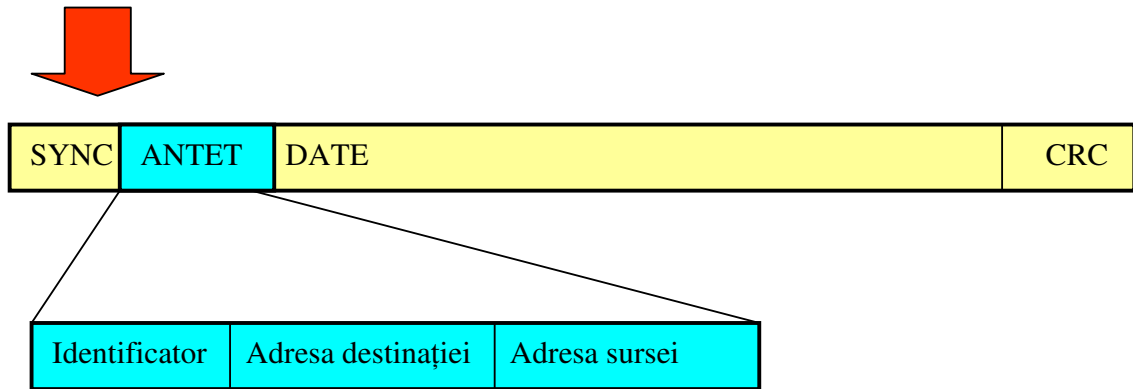 SYNC ANTET DATE CRC
Identificator Adresa destinației Adresa sursei